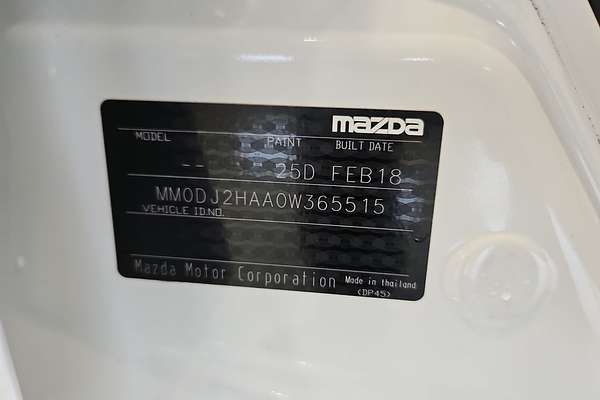 mazda
MODEL PAINT BUILT DATE
-- 25D FEB18
MM0DJ2HAA0W365515
VEHICLE ID.NO.
Mazda Motor Corporation Made in thailand
(DP45)